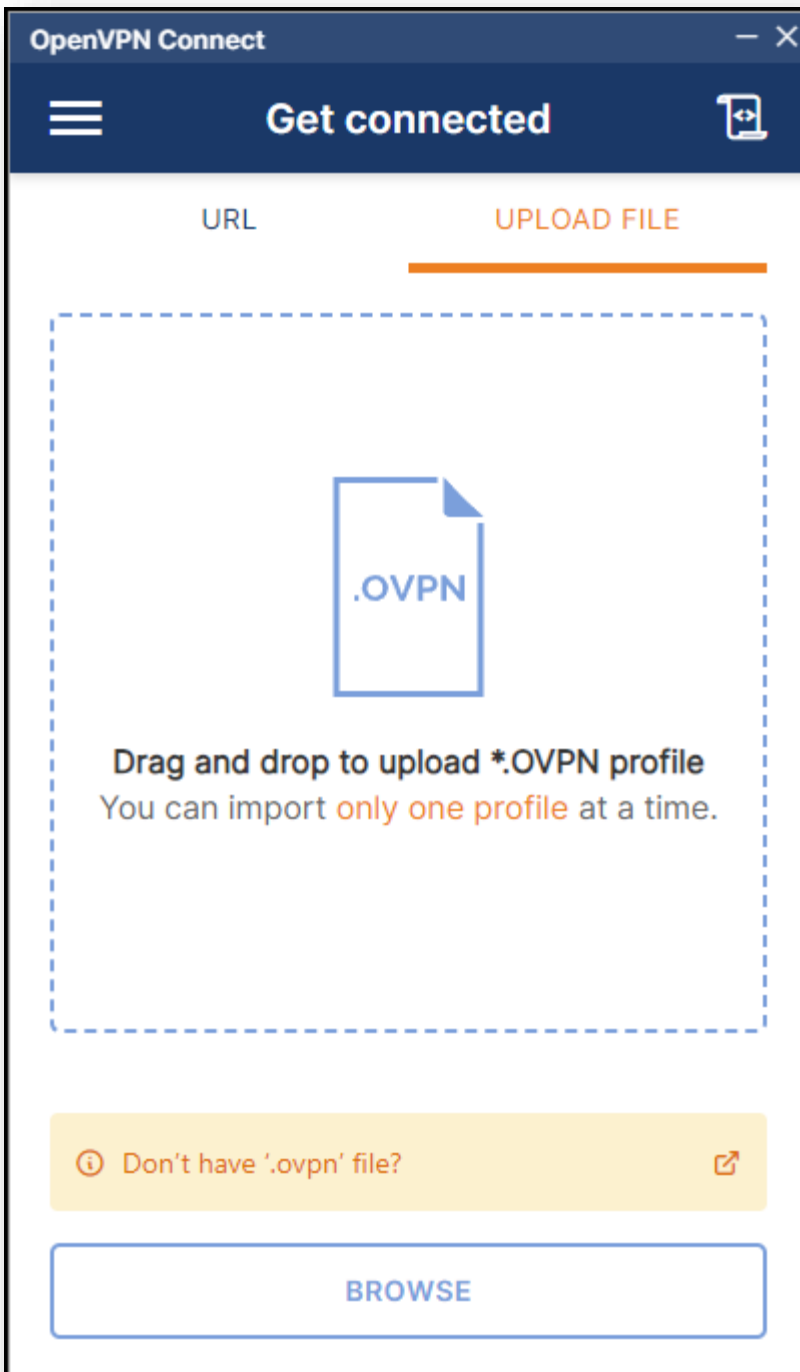 OpenVPN Connect
Get connected
URL
UPLOAD FILE
.OVPN
Drag and drop to upload *.OVPN profile
You can import only one profile at a time.
Don't have '.ovpn' file?
BROWSE